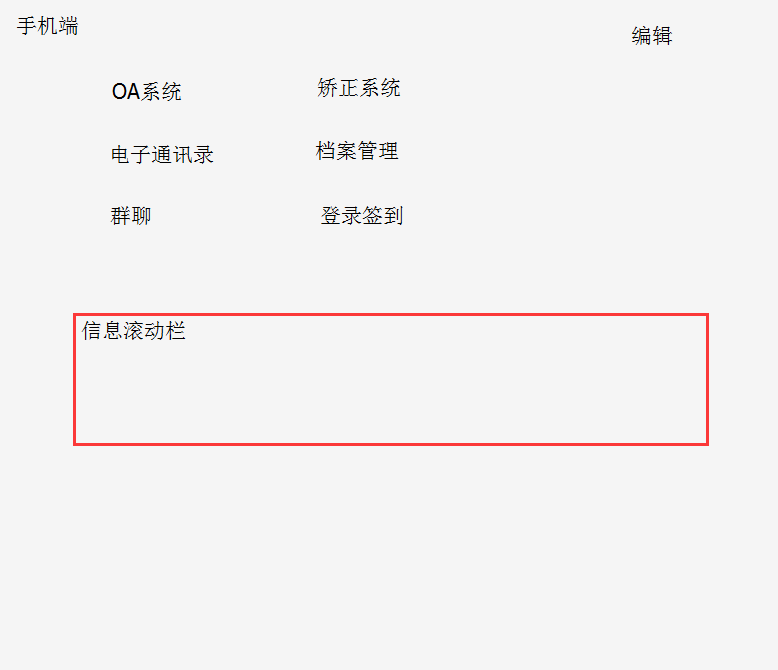 手机端
编辑
OA系统
矫正系统
电子通讯录
档案管理
群聊
登录签到
信息滚动栏